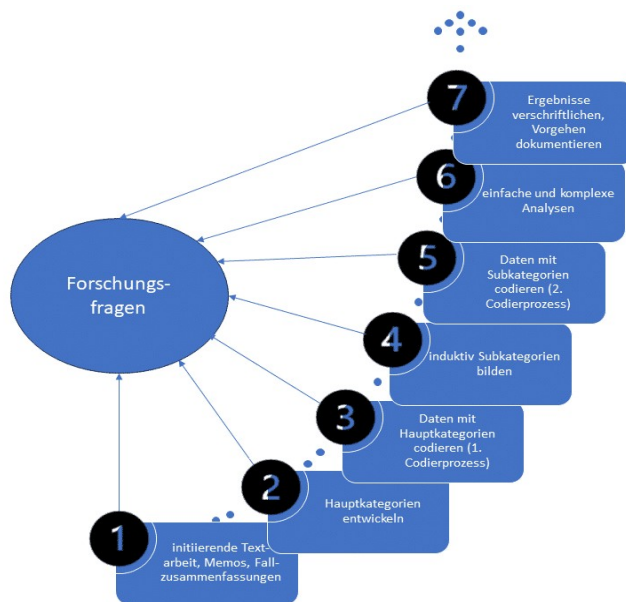 7
Ergebnisse
verschriftlichen,
Vorgehen
dokumentieren
6
einfache und komplexe
Analysen
5
Daten mit
Subkategorien
codieren (2.
Codierprozess)
Forschungs-
fragen
4
induktiv Subkategorien
bilden
3
Daten mit
Hauptkategorien
codieren (1.
Codierprozess)
2
Hauptkategorien
entwickeln
1
initiierende Text-
arbeit, Memos, Fall-
zusammenfassungen